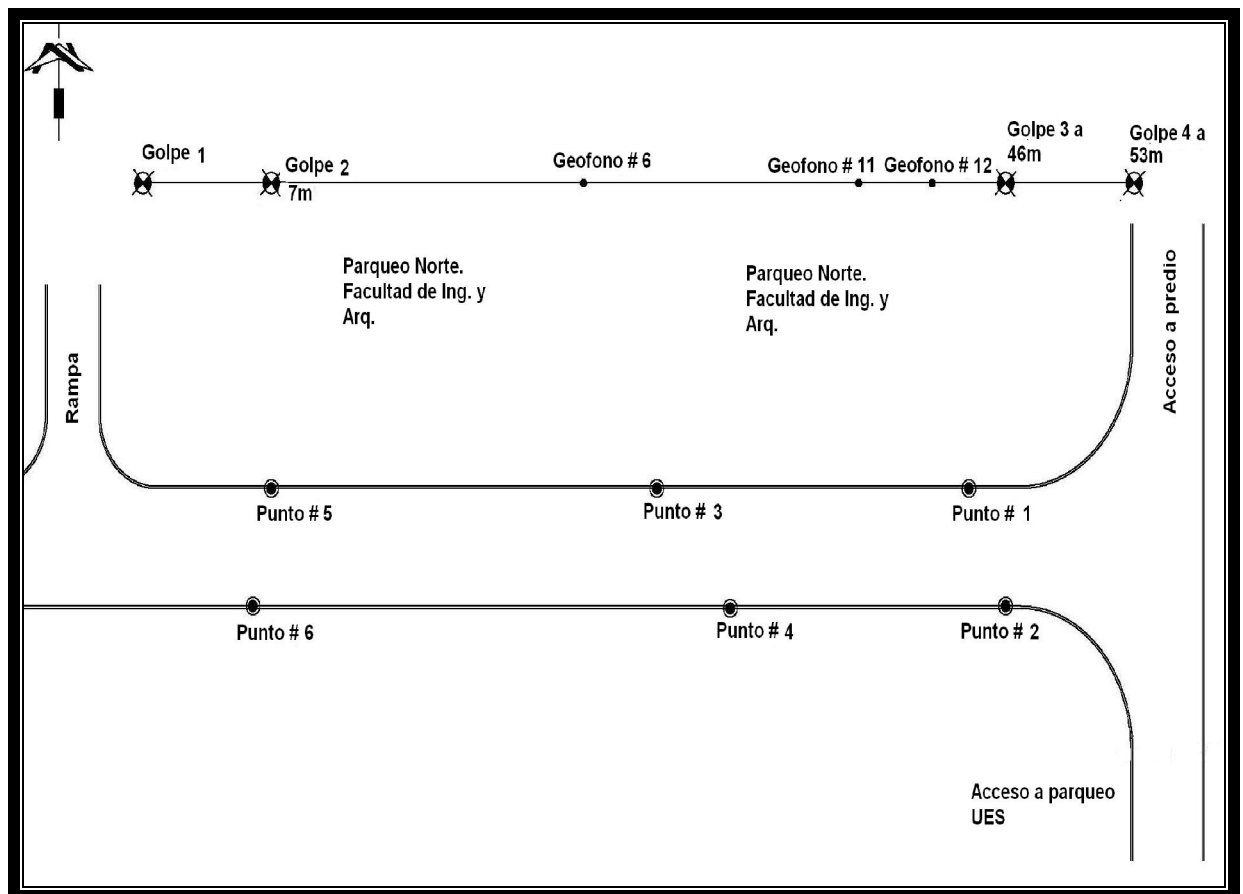 Golpe 1
Golpe 2
7m
Geofono # 6
Geofono # 11
Geofono # 12
Golpe 3 a
46m
Golpe 4 a
53m
Parqueo Norte.
Facultad de Ing. y
Arq.
Parqueo Norte.
Facultad de Ing. y
Arq.
Rampa
Acceso a predio
Punto # 5
Punto # 3
Punto # 1
Punto # 6
Punto # 4
Punto # 2
Acceso a parqueo
UES